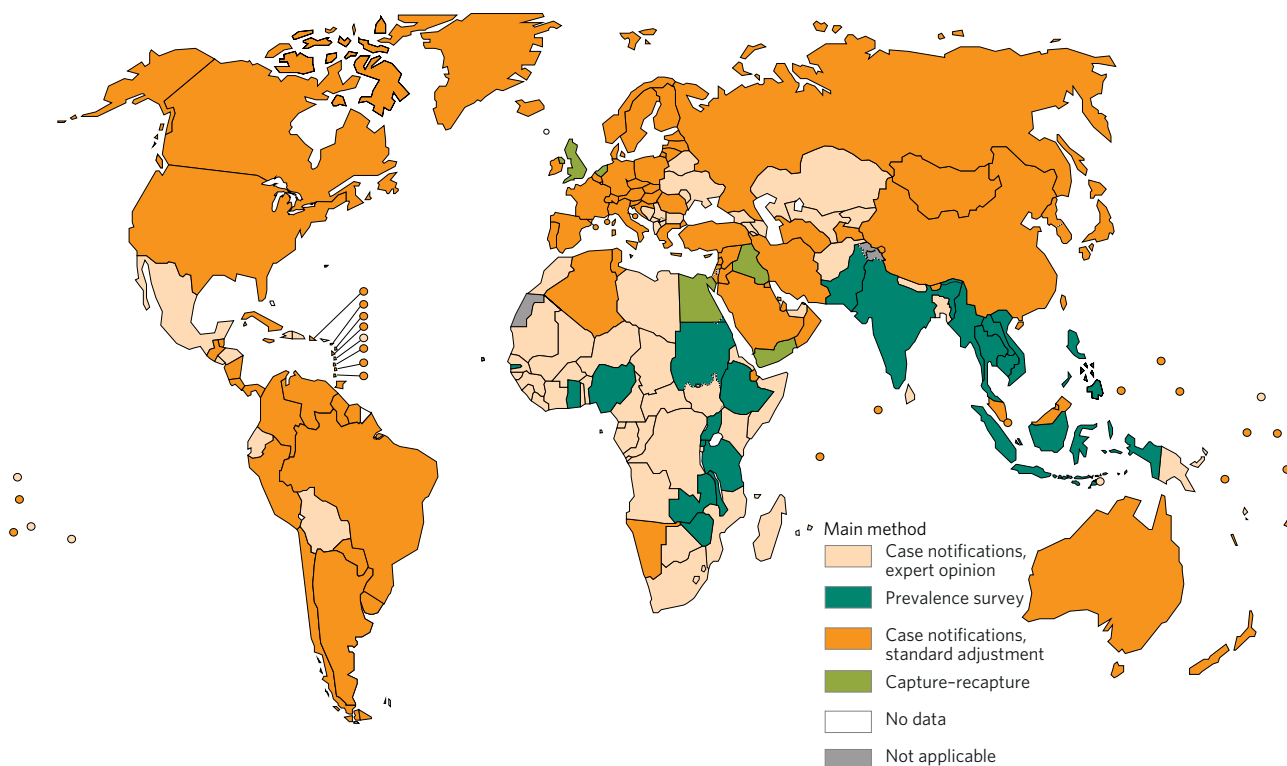 Main method
Case notifications,
expert opinion
Prevalence survey
Case notifications,
standard adjustment
Capture–recapture
No data
Not applicable